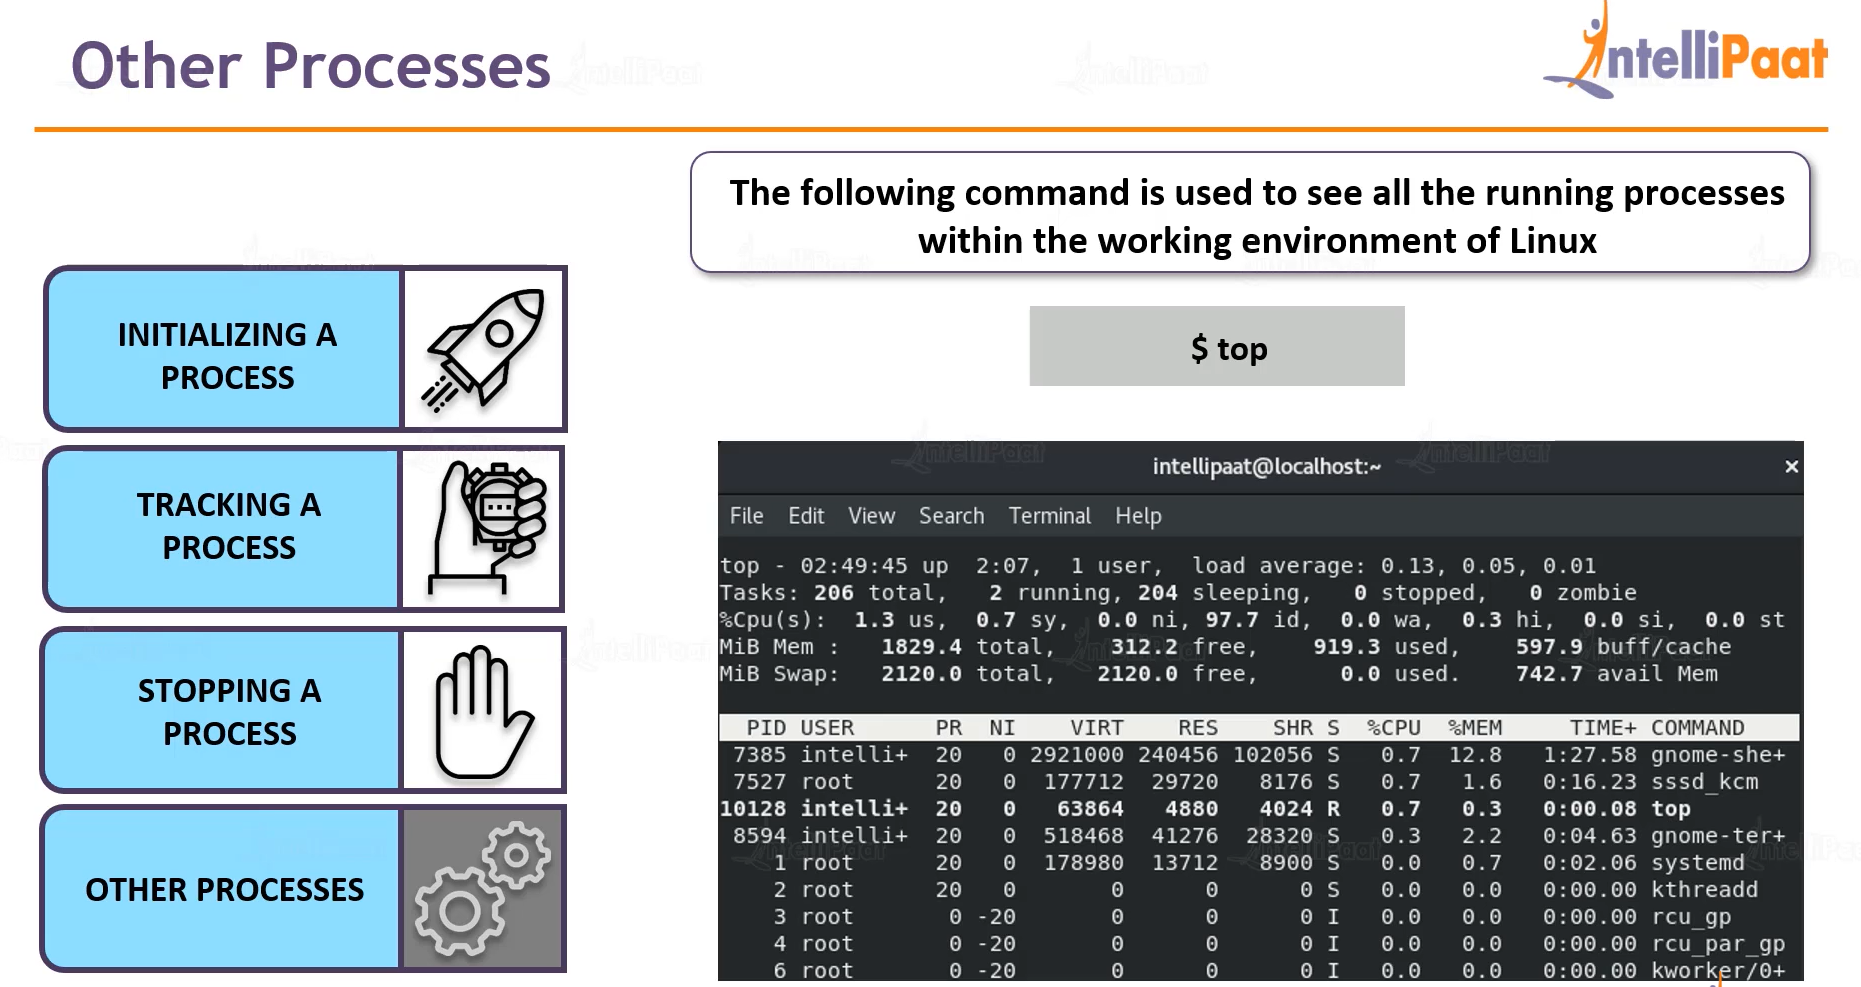 Other Processes
IntelliPaat
The following command is used to see all the running processes
within the working environment of Linux
INITIALIZING A
PROCESS
TRACKING A
PROCESS
STOPPING A
PROCESS
OTHER PROCESSES
$ top
intellipaat@localhost:~ ×
File Edit View Search Terminal Help
top - 02:49:45 up  2:07,  1 user,  load average: 0.13, 0.05, 0.01
Tasks: 206 total,   2 running, 204 sleeping,   0 stopped,   0 zombie
%Cpu(s):  1.3 us,  0.7 sy,  0.0 ni, 97.7 id,  0.0 wa,  0.3 hi,  0.0 si,  0.0 st
MiB Mem :   1829.4 total,    312.2 free,    919.3 used,    597.9 buff/cache
MiB Swap:   2120.0 total,   2120.0 free,      0.0 used.    742.7 avail Mem
PID USER      PR  NI    VIRT    RES    SHR S  %CPU  %MEM     TIME+ COMMAND
7385 intelli+  20   0 2921000 240456 102056 S   0.7  12.8   1:27.58 gnome-she+
7527 root      20   0  177712  29720   8176 S   0.7   1.6   0:16.23 sssd_kcm
10128 intelli+  20   0   63864   4880   4024 R   0.7   0.3   0:00.08 top
8594 intelli+  20   0  518468  41276  28320 S   0.3   2.2   0:04.63 gnome-ter+
1 root      20   0  178980  13712   8900 S   0.0   0.7   0:02.06 systemd
2 root      20   0       0      0      0 S   0.0   0.0   0:00.00 kthreadd
3 root       0 -20       0      0      0 I   0.0   0.0   0:00.00 rcu_gp
4 root       0 -20       0      0      0 I   0.0   0.0   0:00.00 rcu_par_gp
6 root       0 -20       0      0      0 I   0.0   0.0   0:00.00 kworker/0+